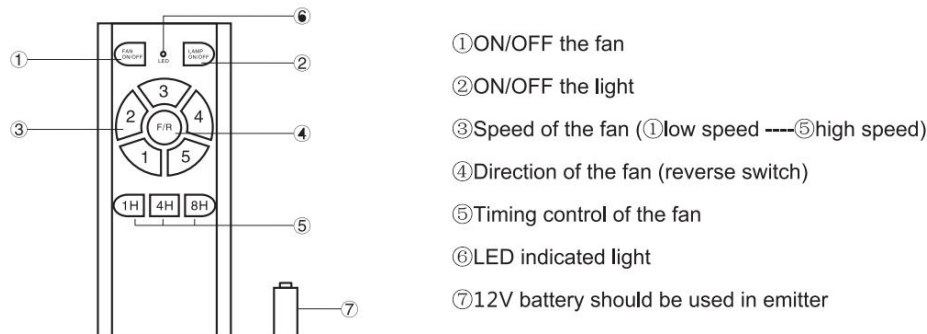 ⑥
① FAN ON/OFF LED LAMP ON/OFF ②
3
2 4
③ F/R ④
1 5
1H 4H 8H
⑤
⑦
①ON/OFF the fan
②ON/OFF the light
③Speed of the fan (①low speed ----⑤high speed)
④Direction of the fan (reverse switch)
⑤Timing control of the fan
⑥LED indicated light
⑦12V battery should be used in emitter